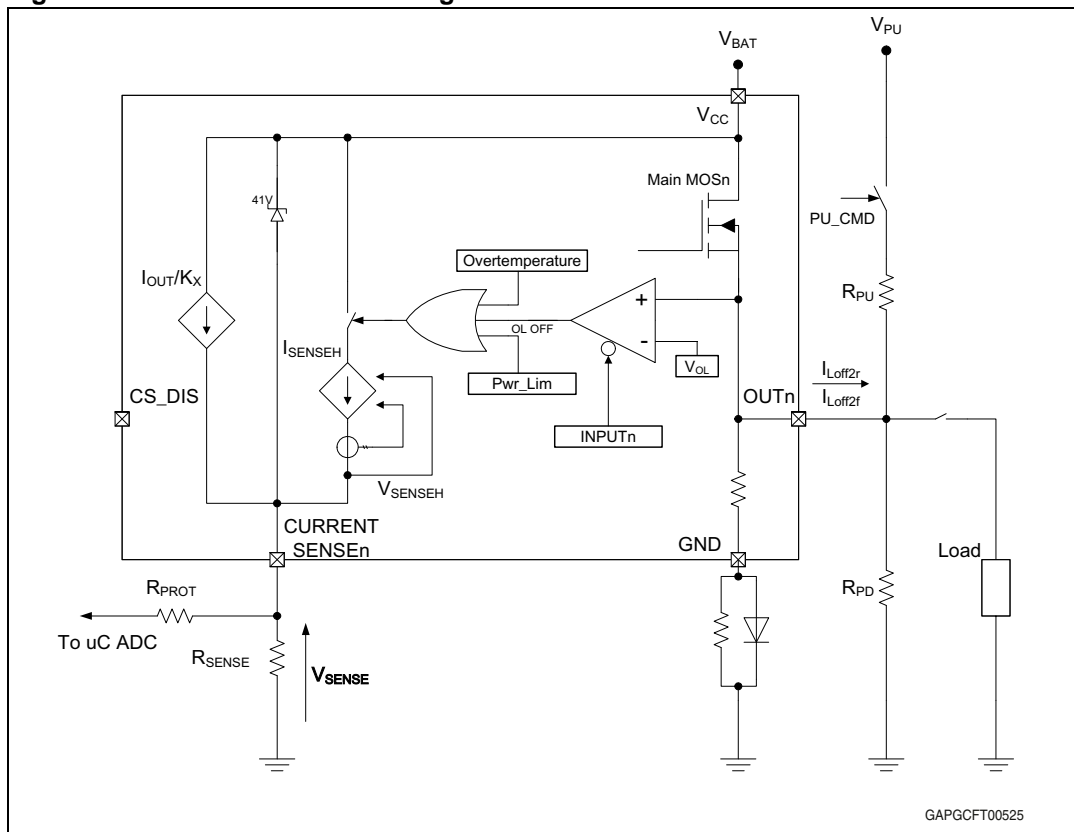 V_PU
V_BAT
V_CC
Main MOSn
41V
PU_CMD
Overtemperature
I_OUT/K_X
R_PU
+
OL OFF
-
I_SENSEH
V_OL
I_Loff2r
I_Loff2f
CS_DIS
Pwr_Lim
OUTn
INPUTn
V_SENSEH
CURRENT
SENSEn
GND
Load
R_PROT
R_PD
To uC ADC
R_SENSE
V_SENSE
GAPGCFT00525